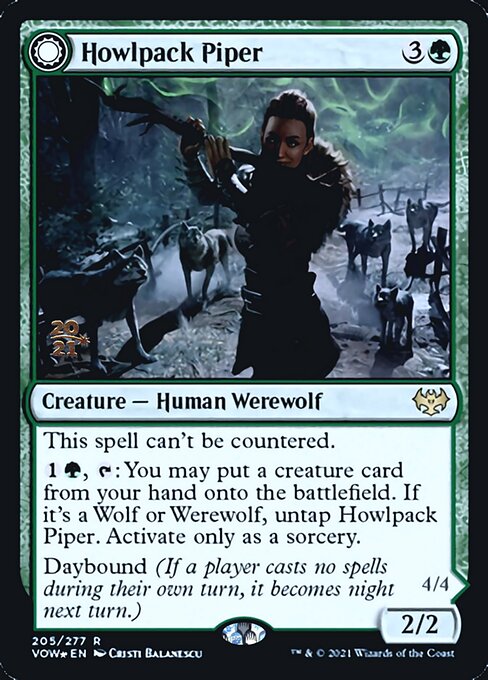 Howlpack Piper 3
20
21
Creature — Human Werewolf
This spell can't be countered.
1, : You may put a creature card
from your hand onto the battlefield. If
it's a Wolf or Werewolf, untap Howlpack
Piper. Activate only as a sorcery.
Daybound (If a player casts no spells
during their own turn, it becomes night
next turn.)
4/4
2/2
205/277 R
VOW★EN Cristi Balanescu
™ & © 2021 Wizards of the Coast